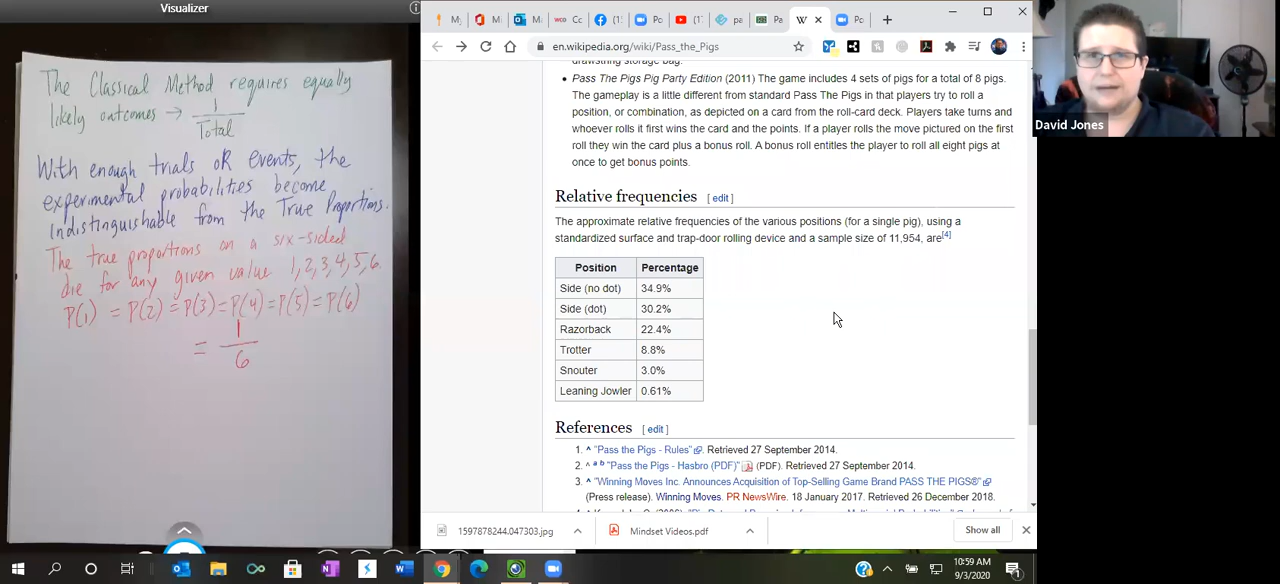 Visualizer
The Classical Method requires equally
likely outcomes → 1
Total
With enough trials OR events, the
experimental probabilities become
Indistinguishable from the True Proportions.
The true proportions on a six-sided
die for any given value 1,2,3,4,5,6.
P(1) = P(2) = P(3) = P(4) = P(5) = P(6)
= 1
6
en.wikipedia.org/wiki/Pass_the_Pigs
drawstring storage bag.
• Pass The Pigs Pig Party Edition (2011) The game includes 4 sets of pigs for a total of 8 pigs.
The gameplay is a little different from standard Pass The Pigs in that players try to roll a
position, or combination, as depicted on a card from the roll-card deck. Players take turns and
whoever rolls it first wins the card and the points. If a player rolls the move pictured on the first
roll they win the card plus a bonus roll. A bonus roll entitles the player to roll all eight pigs at
once to get bonus points.
Relative frequencies [ edit ]
The approximate relative frequencies of the various positions (for a single pig), using a
standardized surface and trap-door rolling device and a sample size of 11,954, are[4]
Position Percentage
Side (no dot) 34.9%
Side (dot) 30.2%
Razorback 22.4%
Trotter 8.8%
Snouter 3.0%
Leaning Jowler 0.61%
References [ edit ]
1. ^ "Pass the Pigs - Rules". Retrieved 27 September 2014.
2. ^ a b "Pass the Pigs - Hasbro (PDF)" (PDF). Retrieved 27 September 2014.
3. ^ "Winning Moves Inc. Announces Acquisition of Top-Selling Game Brand PASS THE PIGS®"
(Press release). Winning Moves. PR NewsWire. 18 January 2017. Retrieved 26 December 2018.
1597878244.047303.jpg
Mindset Videos.pdf
Show all
David Jones
10:59 AM
9/3/2020